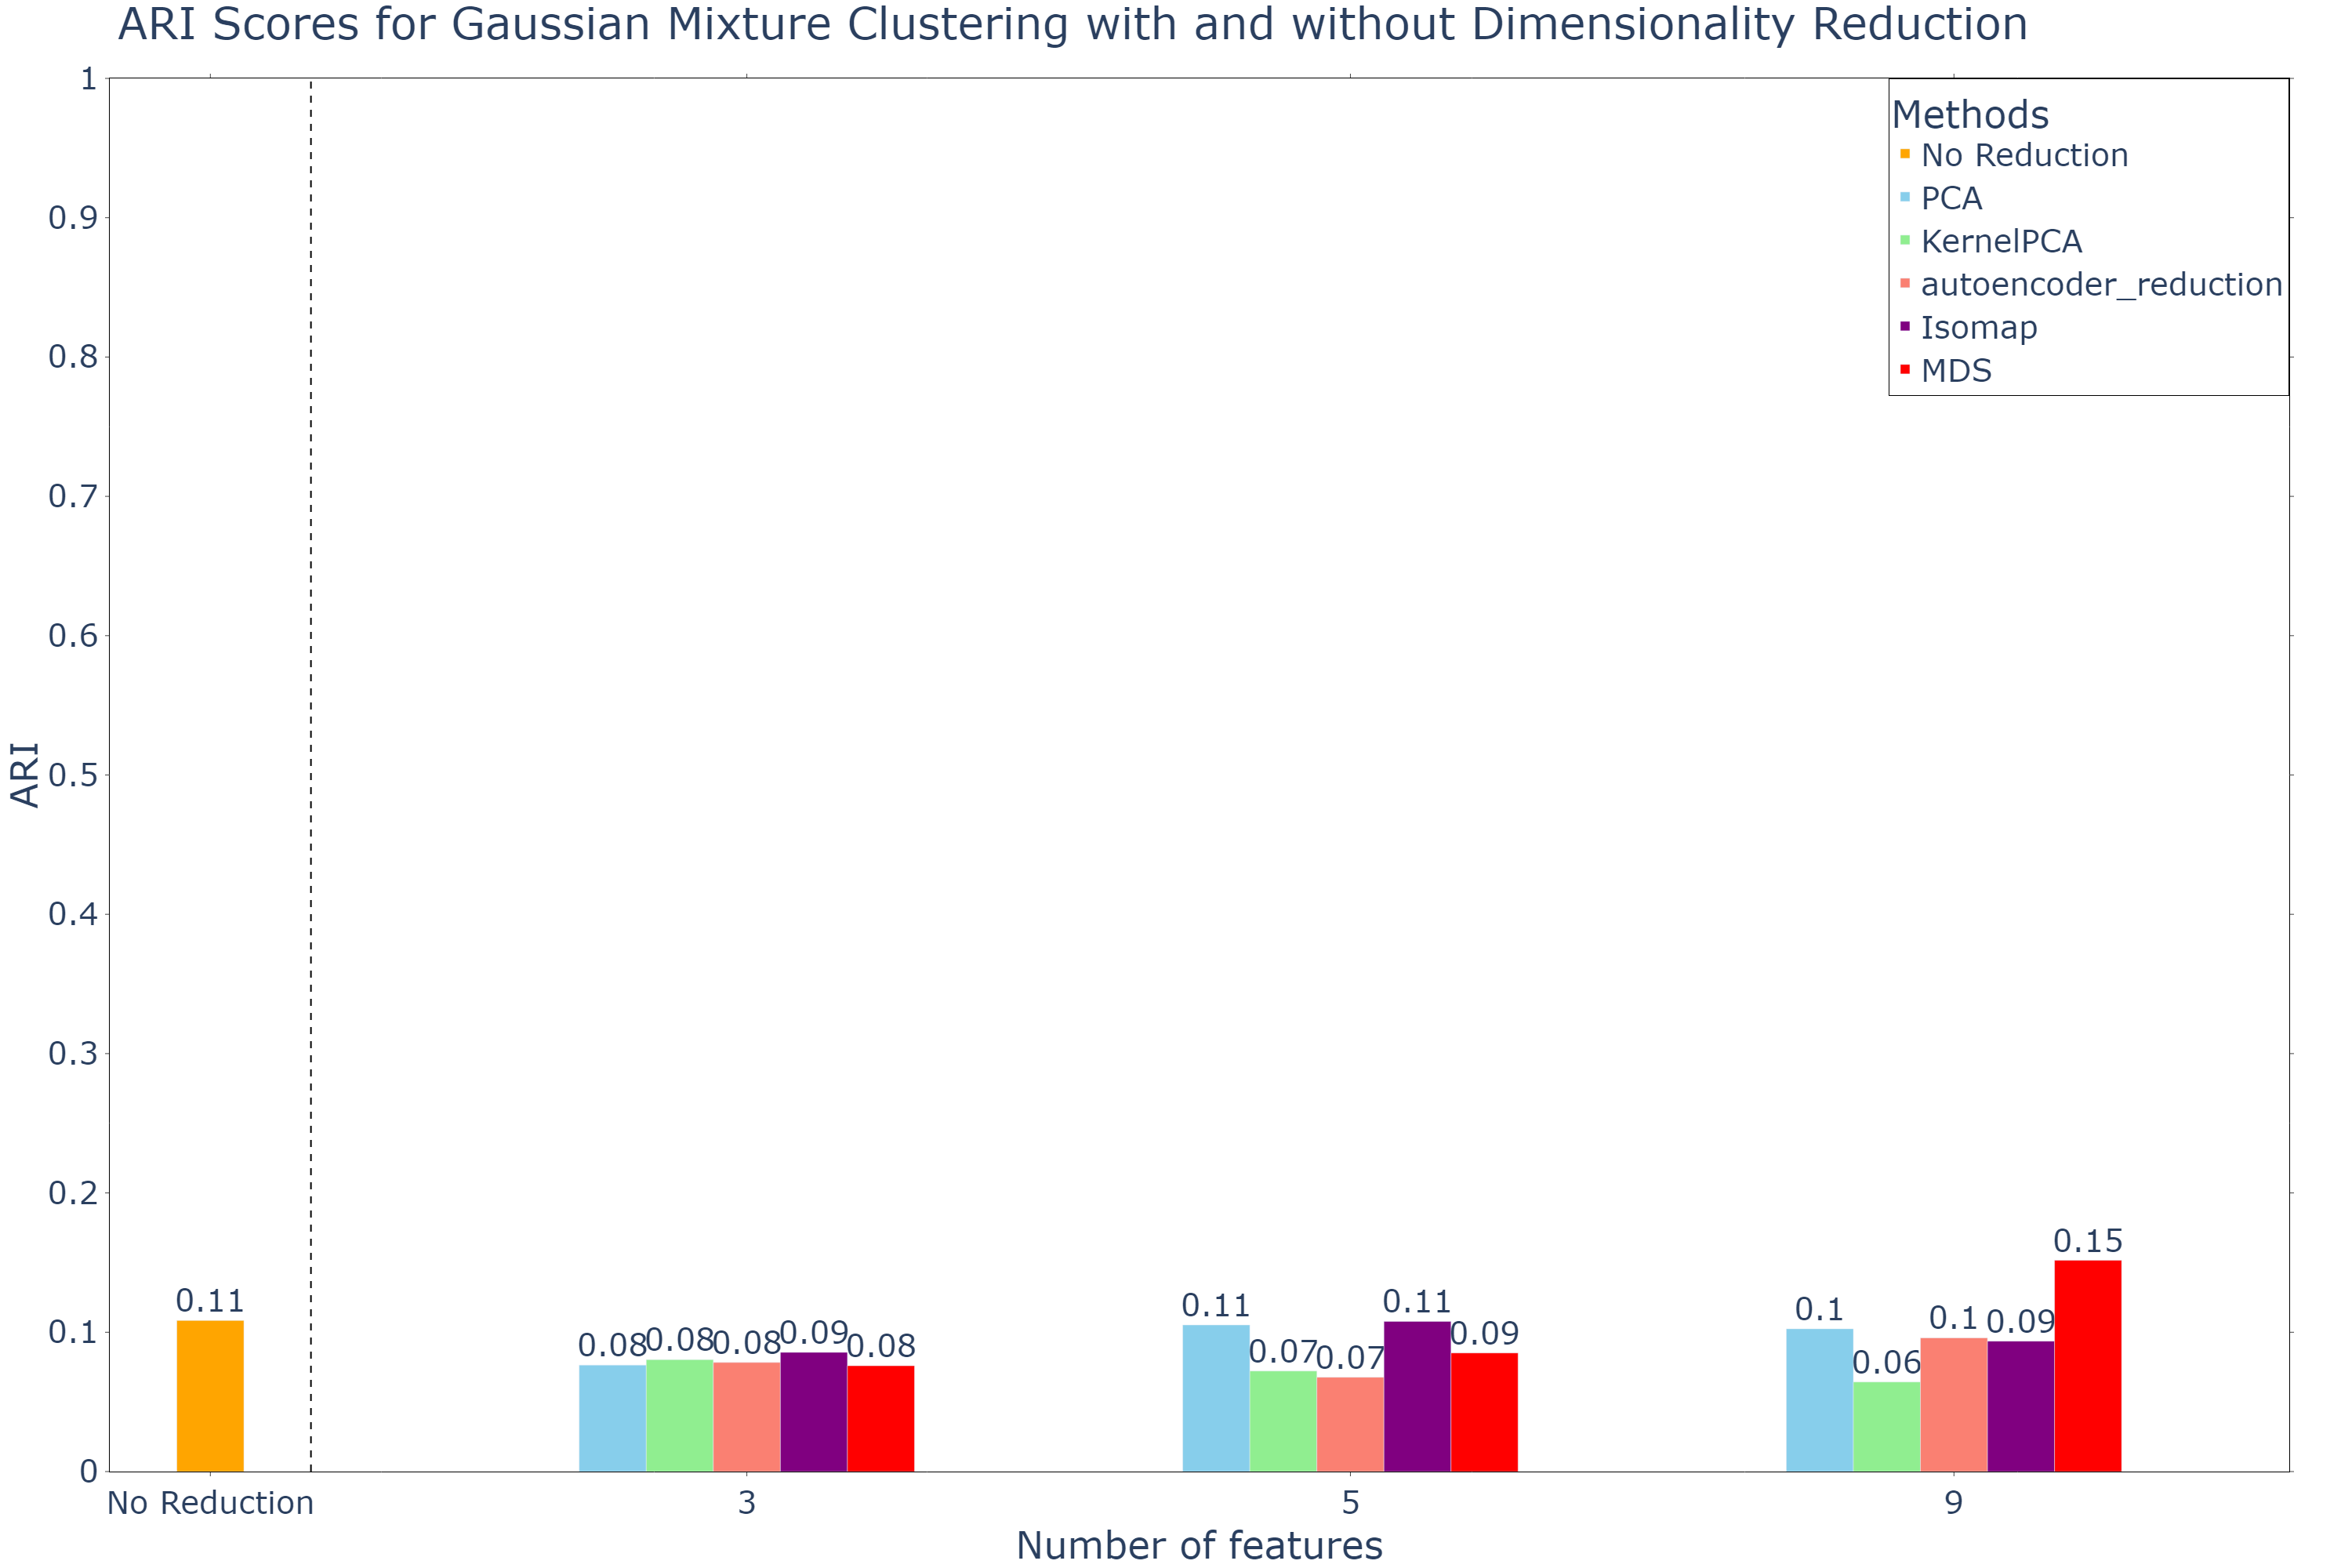 ARI Scores for Gaussian Mixture Clustering with and without Dimensionality Reduction
Methods
No Reduction
PCA
KernelPCA
autoencoder_reduction
Isomap
MDS
ARI
1
0.9
0.8
0.7
0.6
0.5
0.4
0.3
0.2
0.1
0
0.11
0.08
0.08
0.08
0.09
0.08
0.11
0.07
0.07
0.11
0.09
0.1
0.06
0.1
0.09
0.15
No Reduction
3
5
9
Number of features